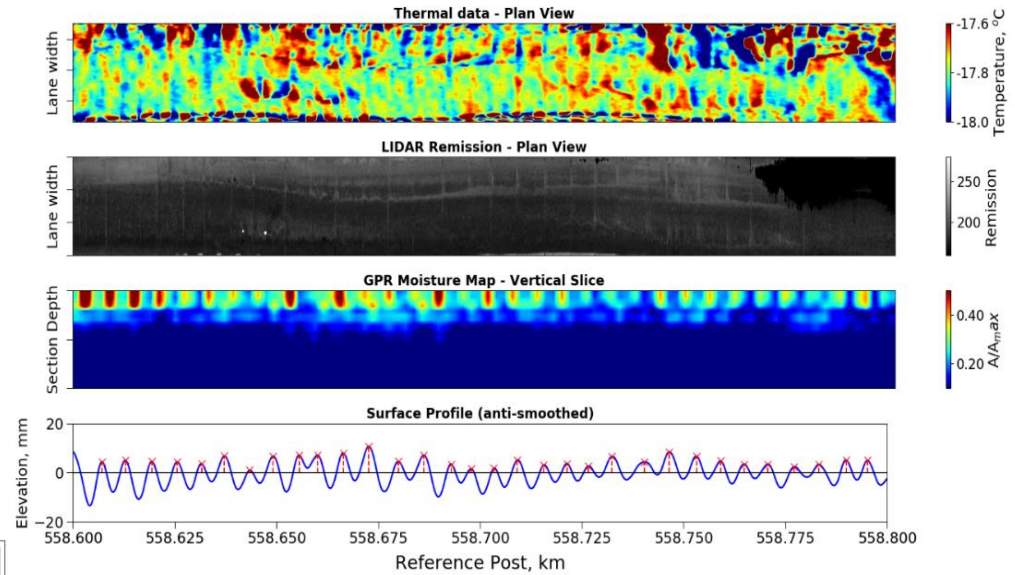 Thermal data - Plan View
Lane width
-17.6
-17.8
-18.0
Temperature, °C
LIDAR Remission - Plan View
Lane width
250
200
Remission
GPR Moisture Map - Vertical Slice
Section Depth
0.40
0.20
A/Amax
Surface Profile (anti-smoothed)
Elevation, mm
20
0
−20
558.600 558.625 558.650 558.675 558.700 558.725 558.750 558.775 558.800
Reference Post, km